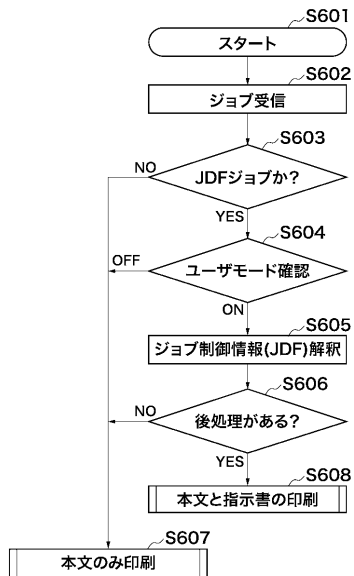 S601
スタート
S602
ジョブ受信
S603
JDFジョブか?
NO
YES
S604
ユーザモード確認
OFF
ON
S605
ジョブ制御情報(JDF)解釈
S606
後処理がある?
NO
YES
S608
本文と指示書の印刷
S607
本文のみ印刷